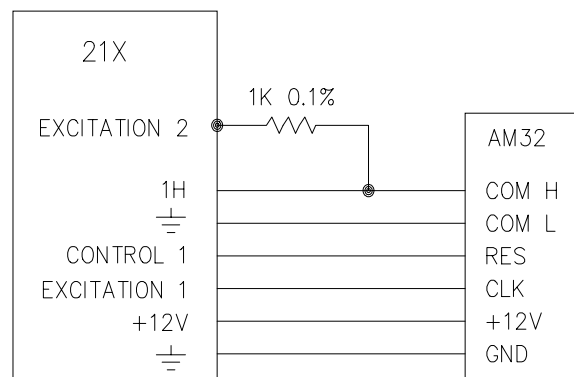 21X
1K 0.1%
EXCITATION 2
AM32
1H
COM H
COM L
CONTROL 1
RES
EXCITATION 1
CLK
+12V
+12V
GND